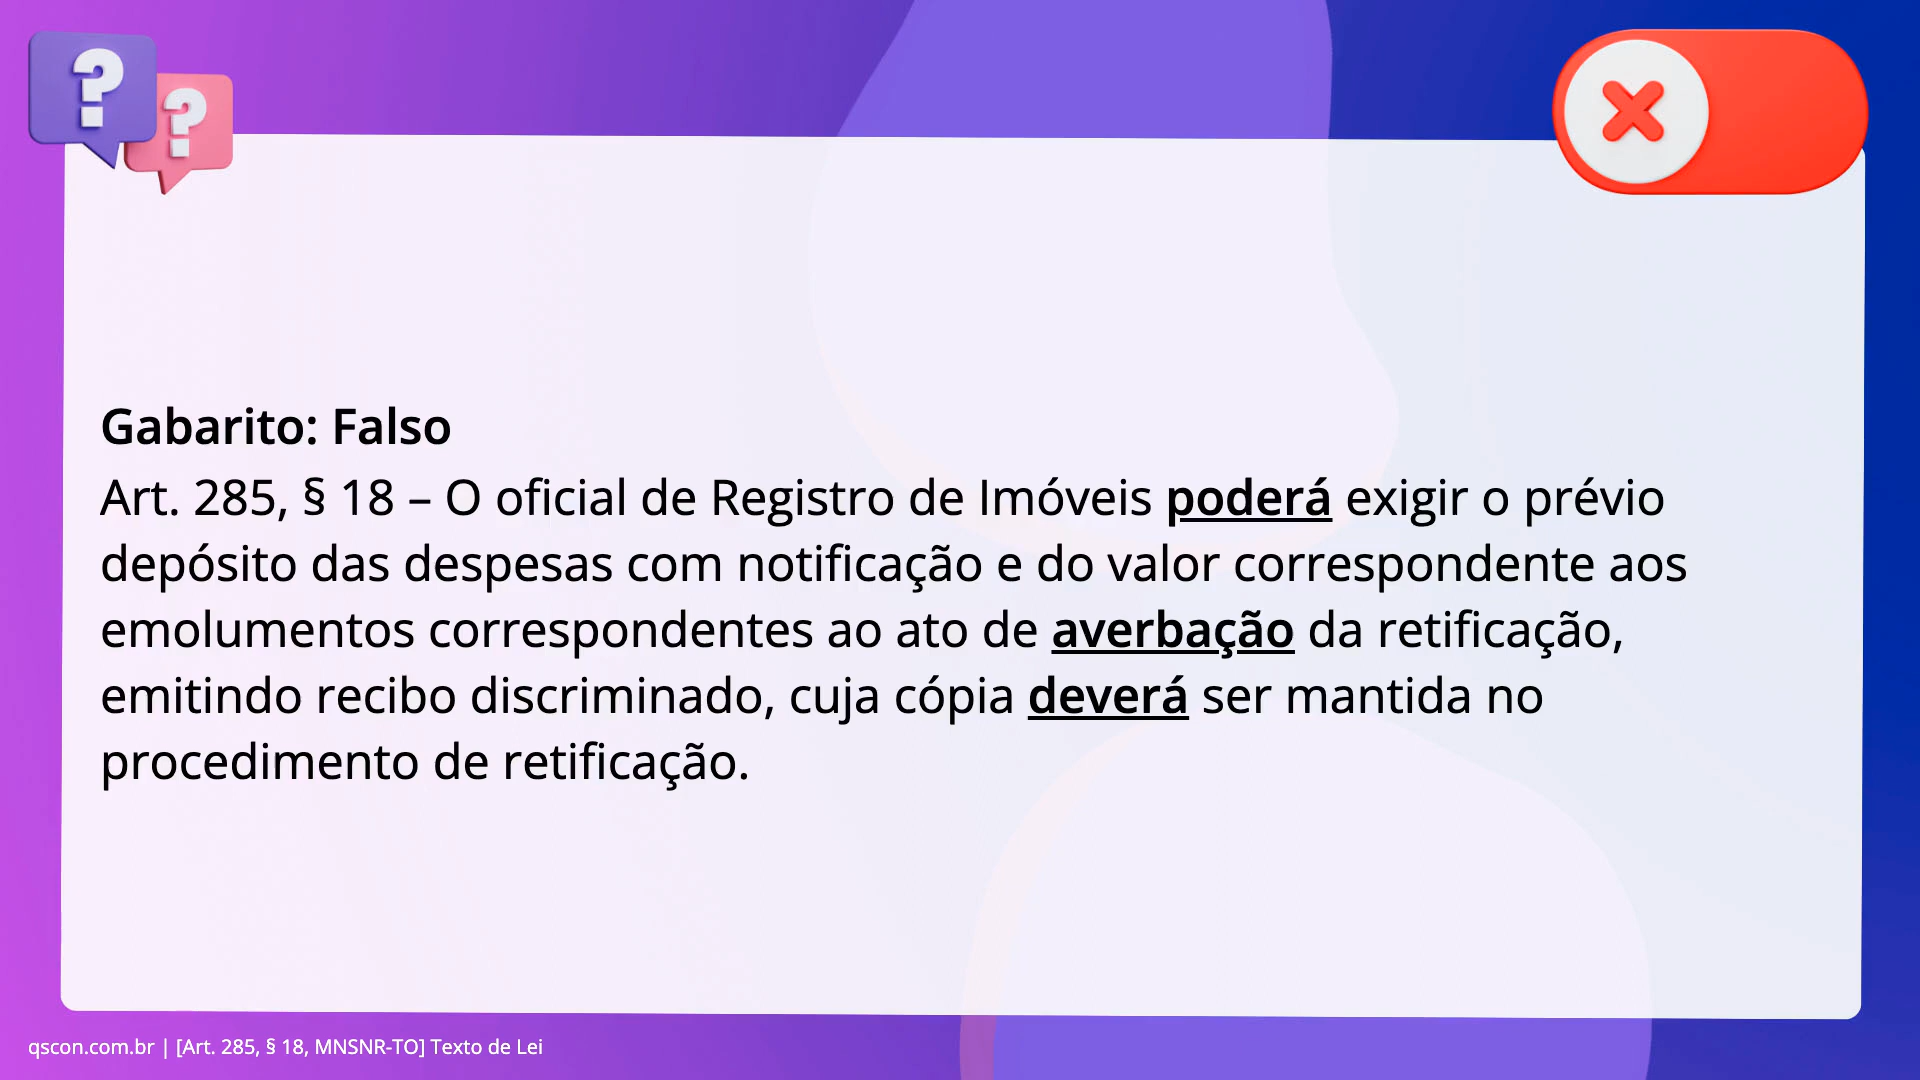 ?
?
Gabarito: Falso
Art. 285, § 18 – O oficial de Registro de Imóveis poderá exigir o prévio
depósito das despesas com notificação e do valor correspondente aos
emolumentos correspondentes ao ato de averbação da retificação,
emitindo recibo discriminado, cuja cópia deverá ser mantida no
procedimento de retificação.
qscon.com.br | [Art. 285, § 18, MNSNR-TO] Texto de Lei